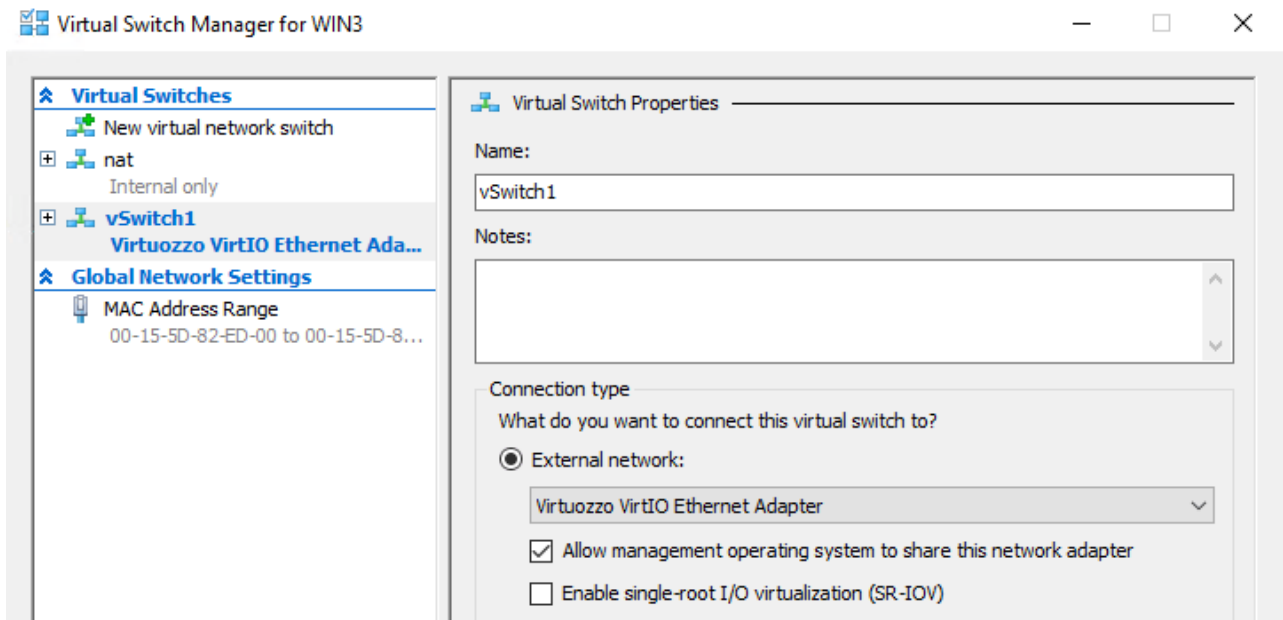 Virtual Switch Manager for WIN3
Virtual Switches
New virtual network switch
nat
Internal only
vSwitch1
Virtuozzo VirtIO Ethernet Ada...
Global Network Settings
MAC Address Range
00-15-5D-82-ED-00 to 00-15-5D-8...
Virtual Switch Properties
Name:
vSwitch1
Notes:
Connection type
What do you want to connect this virtual switch to?
External network:
Virtuozzo VirtIO Ethernet Adapter
Allow management operating system to share this network adapter
Enable single-root I/O virtualization (SR-IOV)